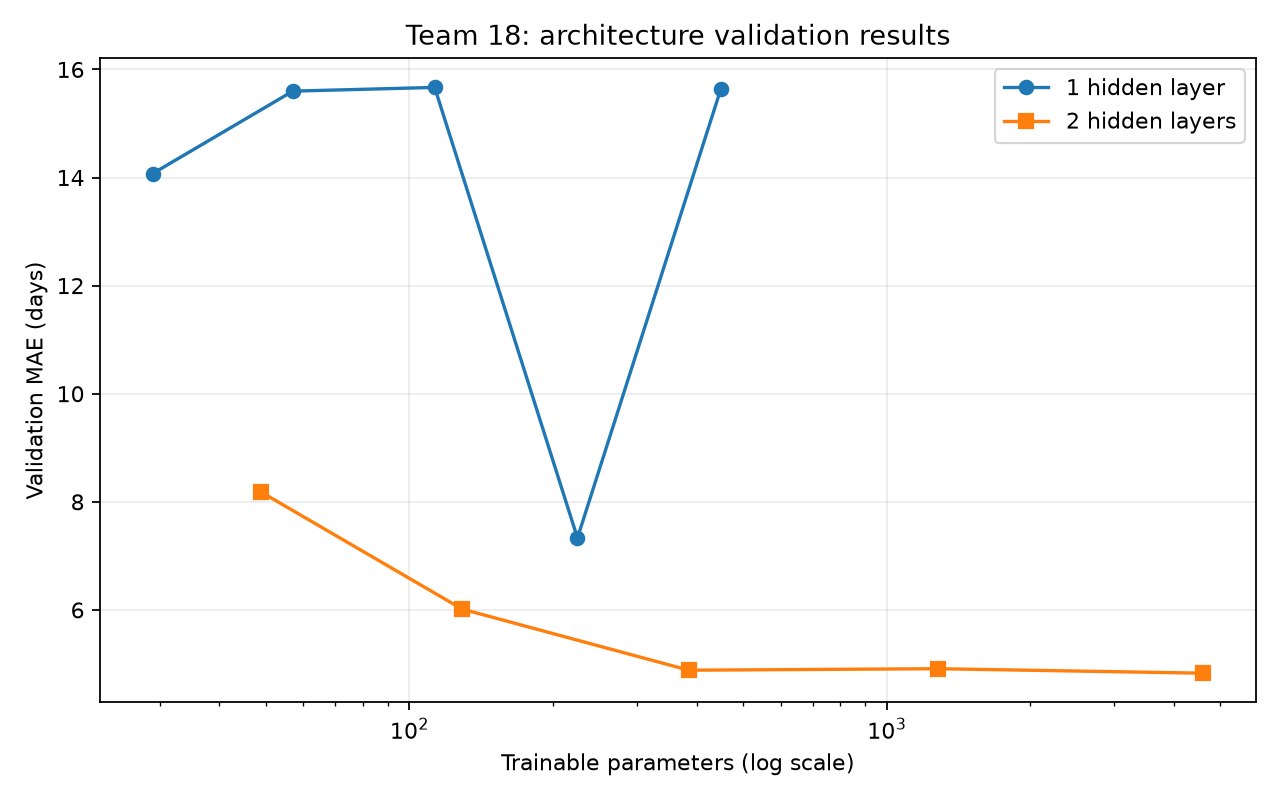 Team 18: architecture validation results
1 hidden layer
2 hidden layers
16
14
12
10
8
6
Validation MAE (days)
10²
10³
Trainable parameters (log scale)